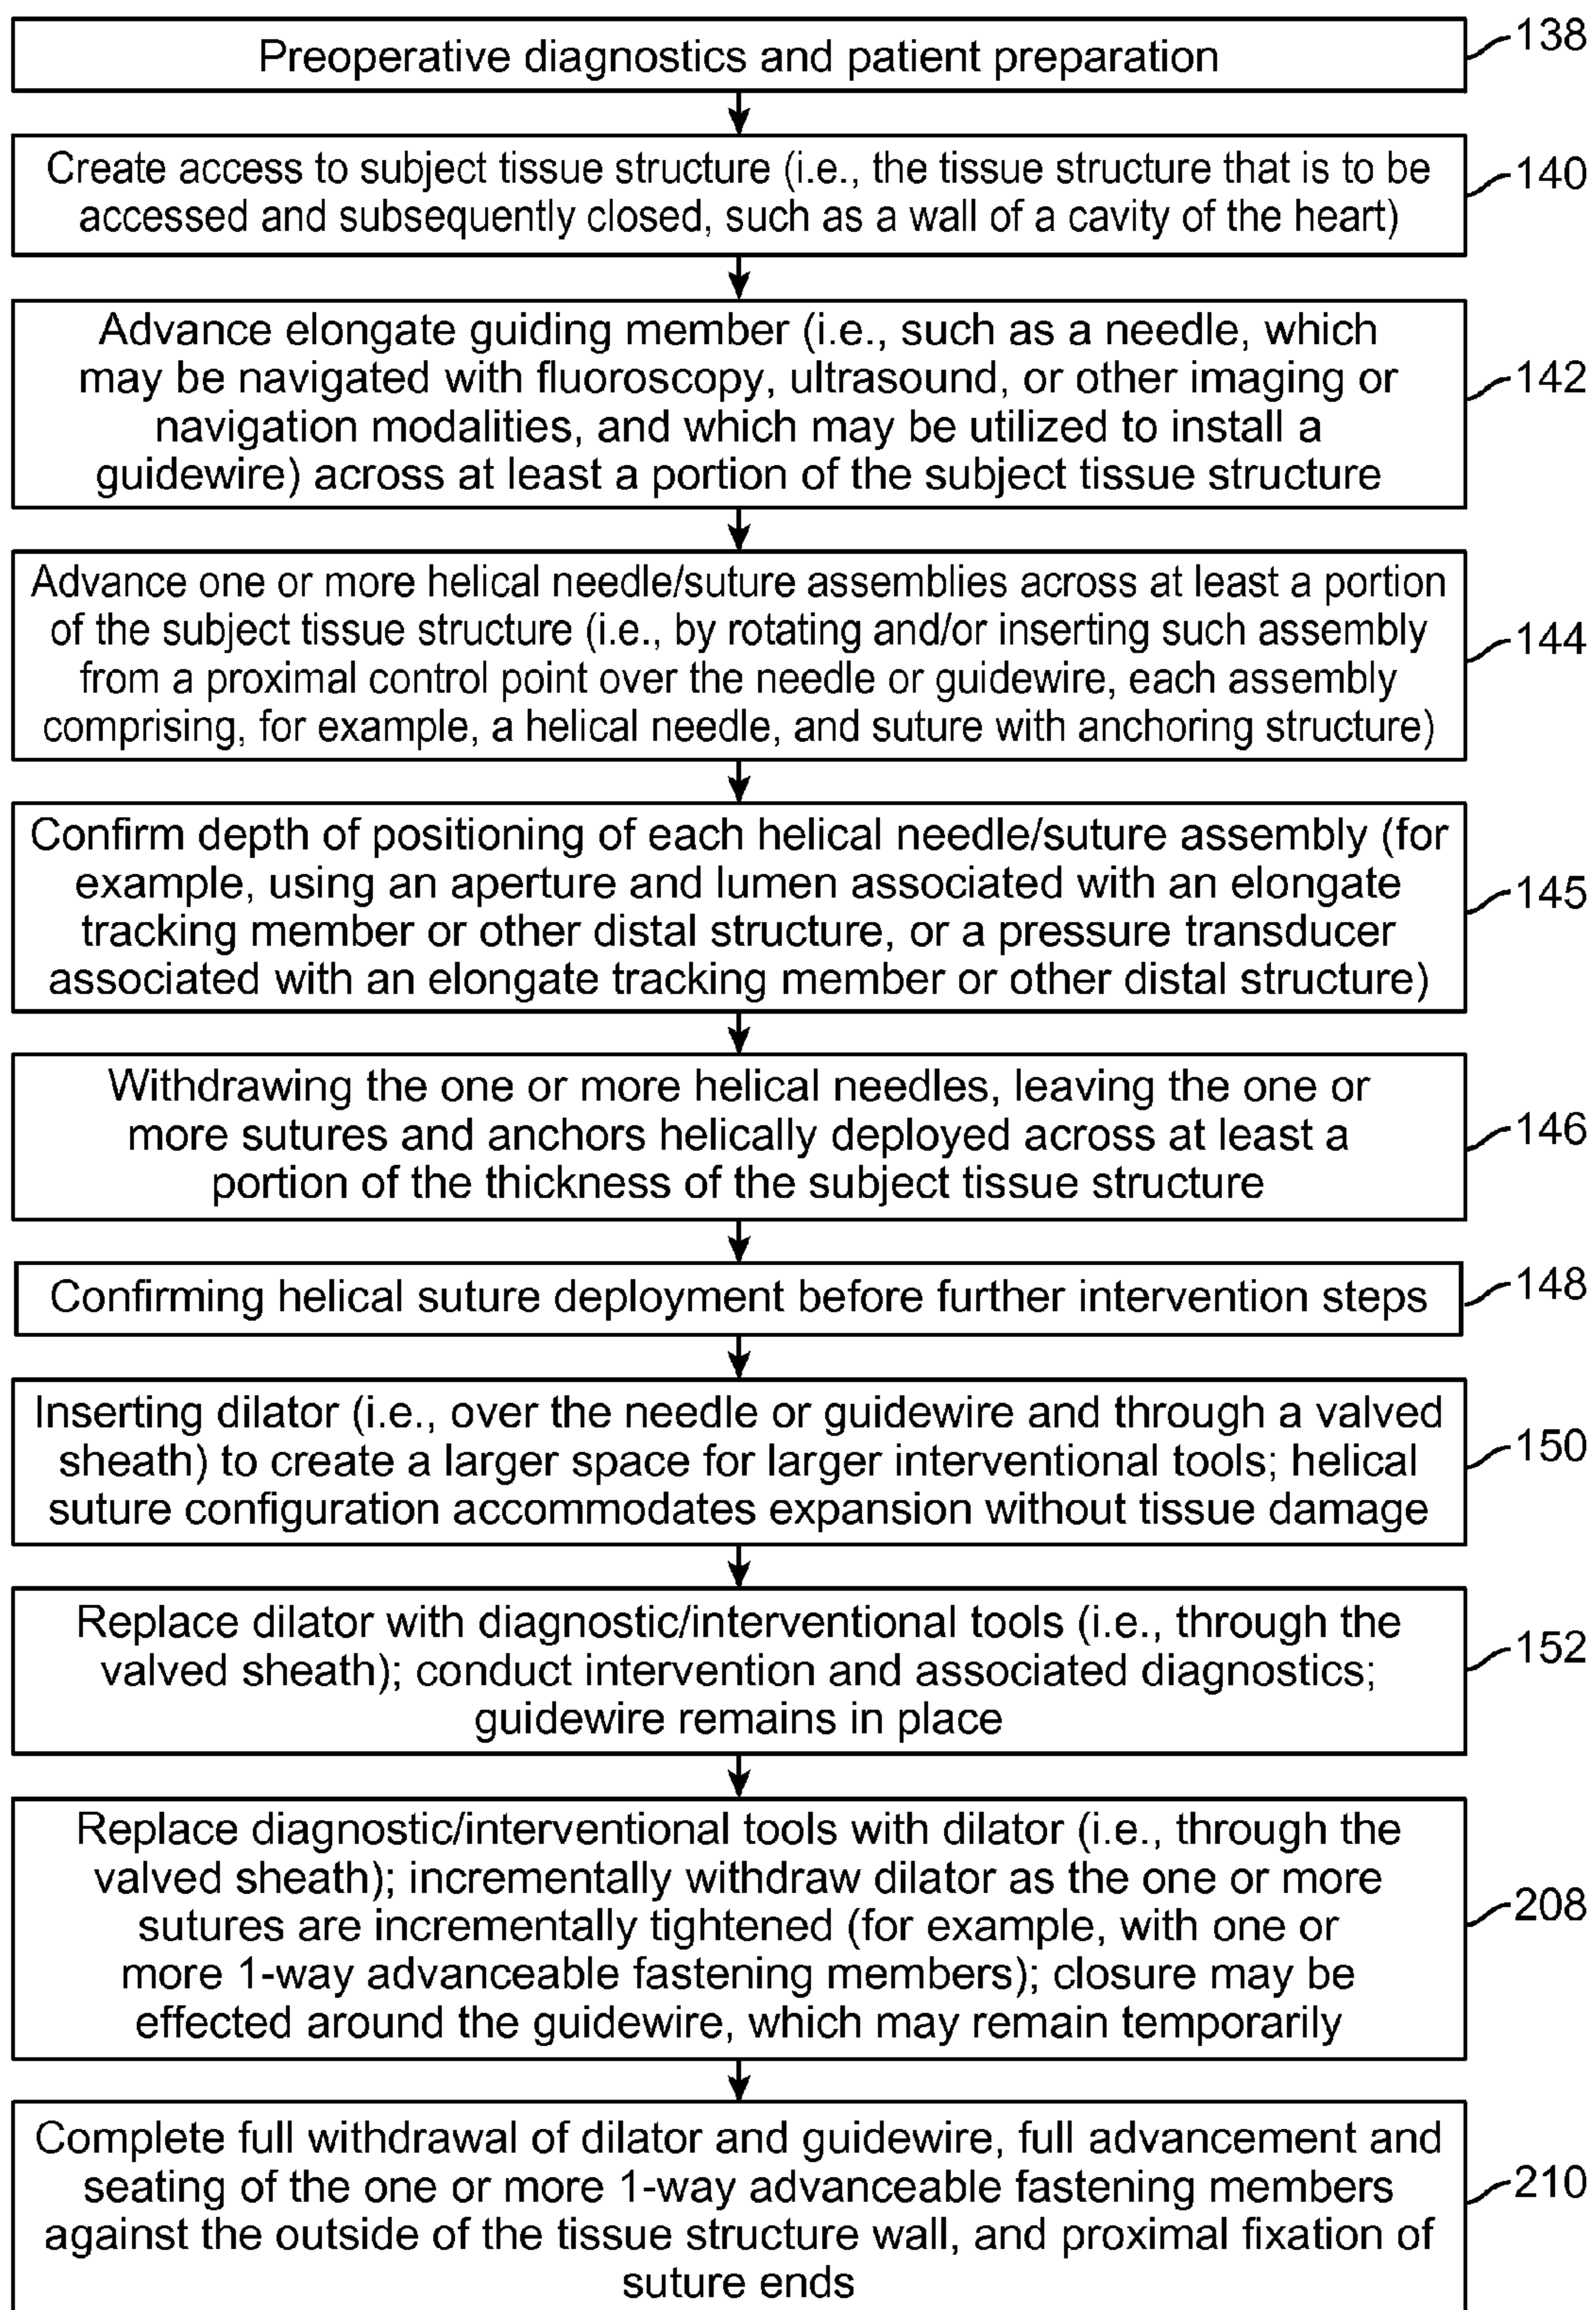 Preoperative diagnostics and patient preparation
138
Create access to subject tissue structure (i.e., the tissue structure that is to be
accessed and subsequently closed, such as a wall of a cavity of the heart)
140
Advance elongate guiding member (i.e., such as a needle, which
may be navigated with fluoroscopy, ultrasound, or other imaging or
navigation modalities, and which may be utilized to install a
guidewire) across at least a portion of the subject tissue structure
142
Advance one or more helical needle/suture assemblies across at least a portion
of the subject tissue structure (i.e., by rotating and/or inserting such assembly
from a proximal control point over the needle or guidewire, each assembly
comprising, for example, a helical needle, and suture with anchoring structure)
144
Confirm depth of positioning of each helical needle/suture assembly (for
example, using an aperture and lumen associated with an elongate
tracking member or other distal structure, or a pressure transducer
associated with an elongate tracking member or other distal structure)
145
Withdrawing the one or more helical needles, leaving the one or
more sutures and anchors helically deployed across at least a
portion of the thickness of the subject tissue structure
146
Confirming helical suture deployment before further intervention steps
148
Inserting dilator (i.e., over the needle or guidewire and through a valved
sheath) to create a larger space for larger interventional tools; helical
suture configuration accommodates expansion without tissue damage
150
Replace dilator with diagnostic/interventional tools (i.e., through the
valved sheath); conduct intervention and associated diagnostics;
guidewire remains in place
152
Replace diagnostic/interventional tools with dilator (i.e., through the
valved sheath); incrementally withdraw dilator as the one or more
sutures are incrementally tightened (for example, with one or
more 1-way advanceable fastening members); closure may be
effected around the guidewire, which may remain temporarily
208
Complete full withdrawal of dilator and guidewire, full advancement and
seating of the one or more 1-way advanceable fastening members
against the outside of the tissue structure wall, and proximal fixation of
suture ends
210